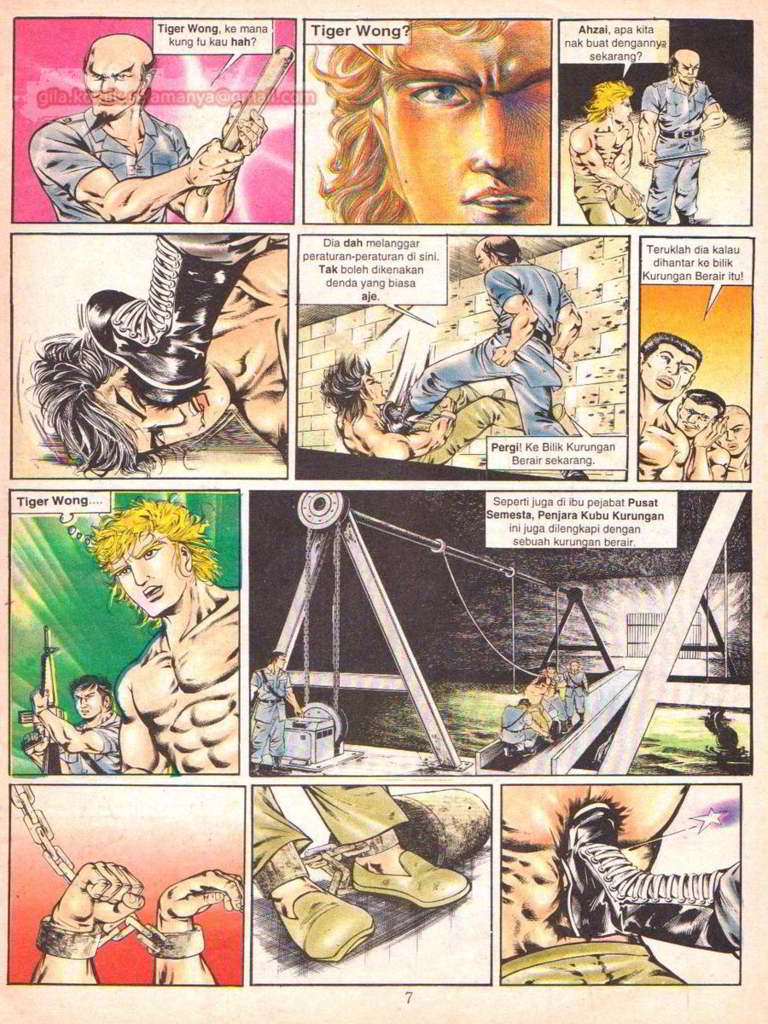 Tiger Wong, ke mana
kung fu kau hah?
Tiger Wong?
Ahzai, apa kita
nak buat dengannya
sekarang?
Dia dah melanggar
peraturan-peraturan di sini.
Tak boleh dikenakan
denda yang biasa
aje.
Pergi! Ke Bilik Kurungan
Berair sekarang.
Teruklah dia kalau
dihantar ke bilik
Kurungan Berair itu!
Tiger Wong....
Seperti juga di ibu pejabat Pusat
Semesta, Penjara Kubu Kurungan
ini juga dilengkapi dengan
sebuah kurungan berair.
7